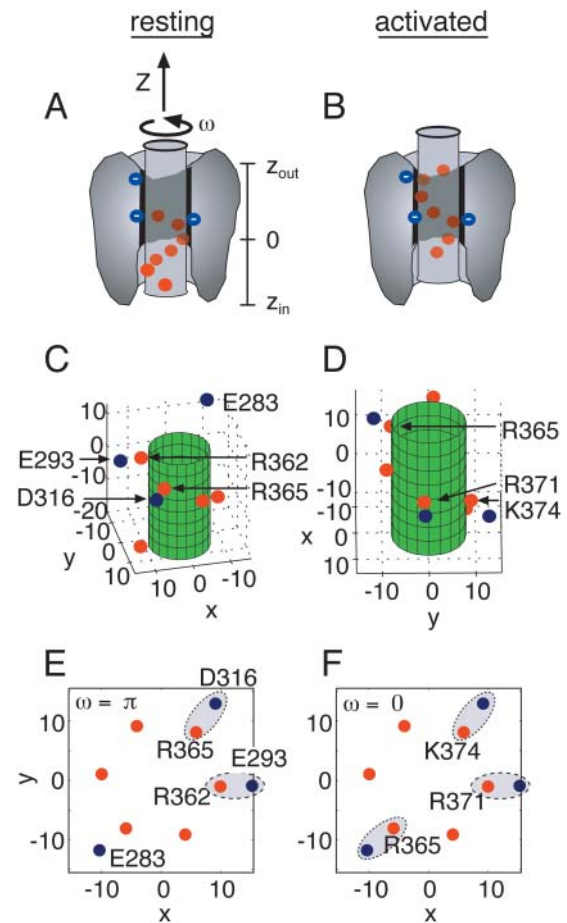 resting
activated
A
Z
ω
B
z_out
0
z_in
C
D
10
0
-10
-20
-10
0
10
y
10
0
-10
x
E283
E293
D316
R362
R365
10
0
-10
-10
0
10
x
-10
0
10
y
R365
R371
K374
E
F
ω = π
D316
R365
E293
R362
E283
10
0
-10
y
0
10
x
ω = 0
K374
R371
R365
10
0
-10
-10
0
10
x